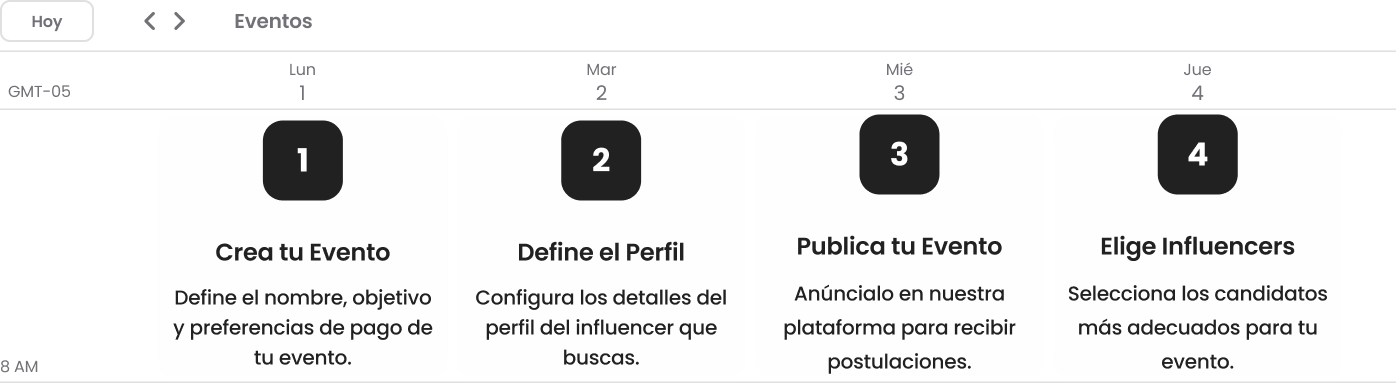 Hoy
Eventos
GMT-05
Lun
1
Mar
2
Mié
3
Jue
4
1
Crea tu Evento
Define el nombre, objetivo
y preferencias de pago de
tu evento.
2
Define el Perfil
Configura los detalles del
perfil del influencer que
buscas.
3
Publica tu Evento
Anúncialo en nuestra
plataforma para recibir
postulaciones.
4
Elige Influencers
Selecciona los candidatos
más adecuados para tu
evento.
8 AM